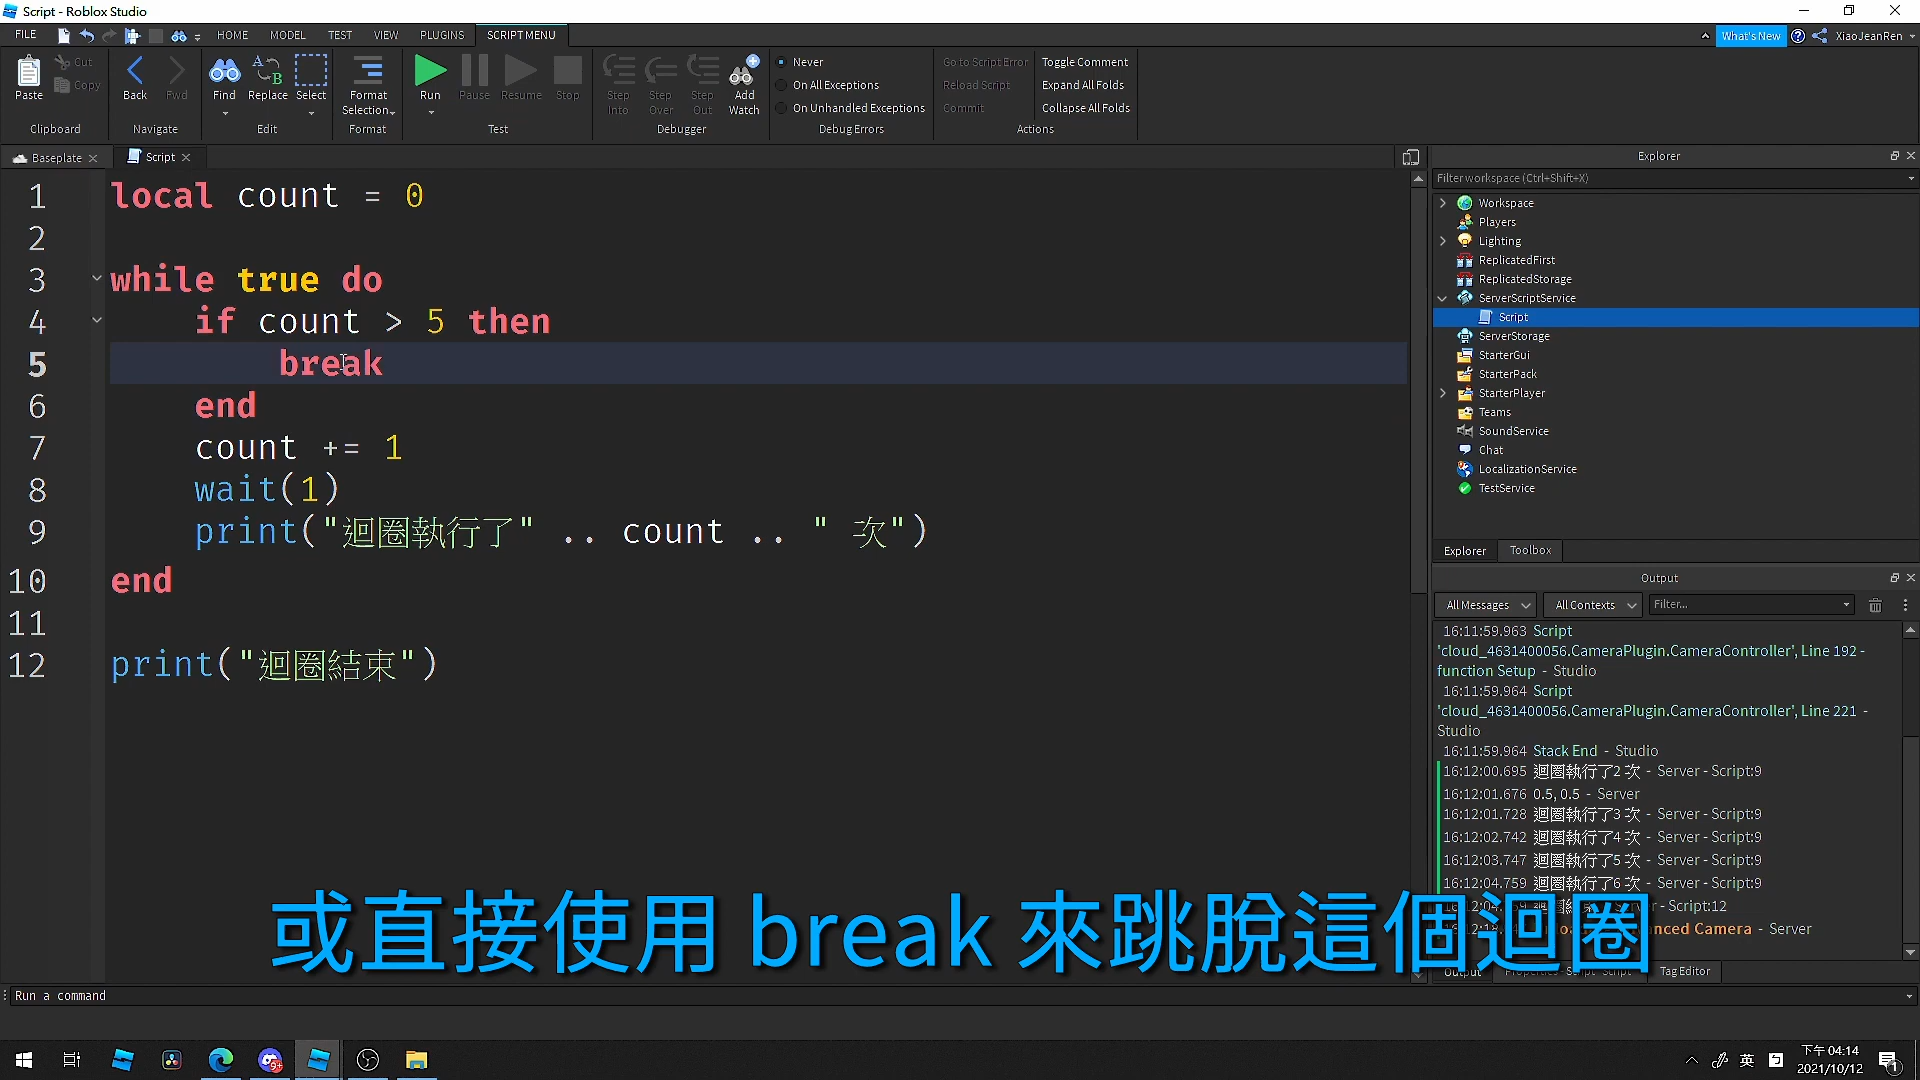 Script - Roblox Studio
FILE HOME MODEL TEST VIEW PLUGINS SCRIPT MENU What's New XiaoJeanRen
Paste Cut Copy Back Fwd Find Replace Select Format Selection Run Pause Resume Stop Step Into Step Over Step Out Add Watch
Never
On All Exceptions
On Unhandled Exceptions
Go to Script Error
Reload Script
Commit
Toggle Comment
Expand All Folds
Collapse All Folds
Clipboard Navigate Edit Format Test Debugger Debug Errors Actions
Baseplate Script
1 local count = 0
2
3 while true do
4 if count > 5 then
5 break
6 end
7 count += 1
8 wait(1)
9 print("迴圈執行了" .. count .. " 次")
10 end
11
12 print("迴圈結束")
Explorer
Filter workspace (Ctrl+Shift+X)
Workspace
Players
Lighting
ReplicatedFirst
ReplicatedStorage
ServerScriptService
Script
ServerStorage
StarterGui
StarterPack
StarterPlayer
Teams
SoundService
Chat
LocalizationService
TestService
Explorer Toolbox
Output
All Messages All Contexts Filter...
16:11:59.963 Script
'cloud_4631400056.CameraPlugin.CameraController', Line 192 -
function Setup - Studio
16:11:59.964 Script
'cloud_4631400056.CameraPlugin.CameraController', Line 221 -
Studio
16:11:59.964 Stack End - Studio
16:12:00.695 迴圈執行了2 次 - Server - Script:9
16:12:01.676 0.5, 0.5 - Server
16:12:01.728 迴圈執行了3 次 - Server - Script:9
16:12:02.742 迴圈執行了4 次 - Server - Script:9
16:12:03.747 迴圈執行了5 次 - Server - Script:9
16:12:04.759 迴圈執行了6 次 - Server - Script:9
- Script:12
Camera - Server
Output Tag Editor
或直接使用 break 來跳脫這個迴圈
Run a command
9+
英
下午 04:14
2021/10/12
1